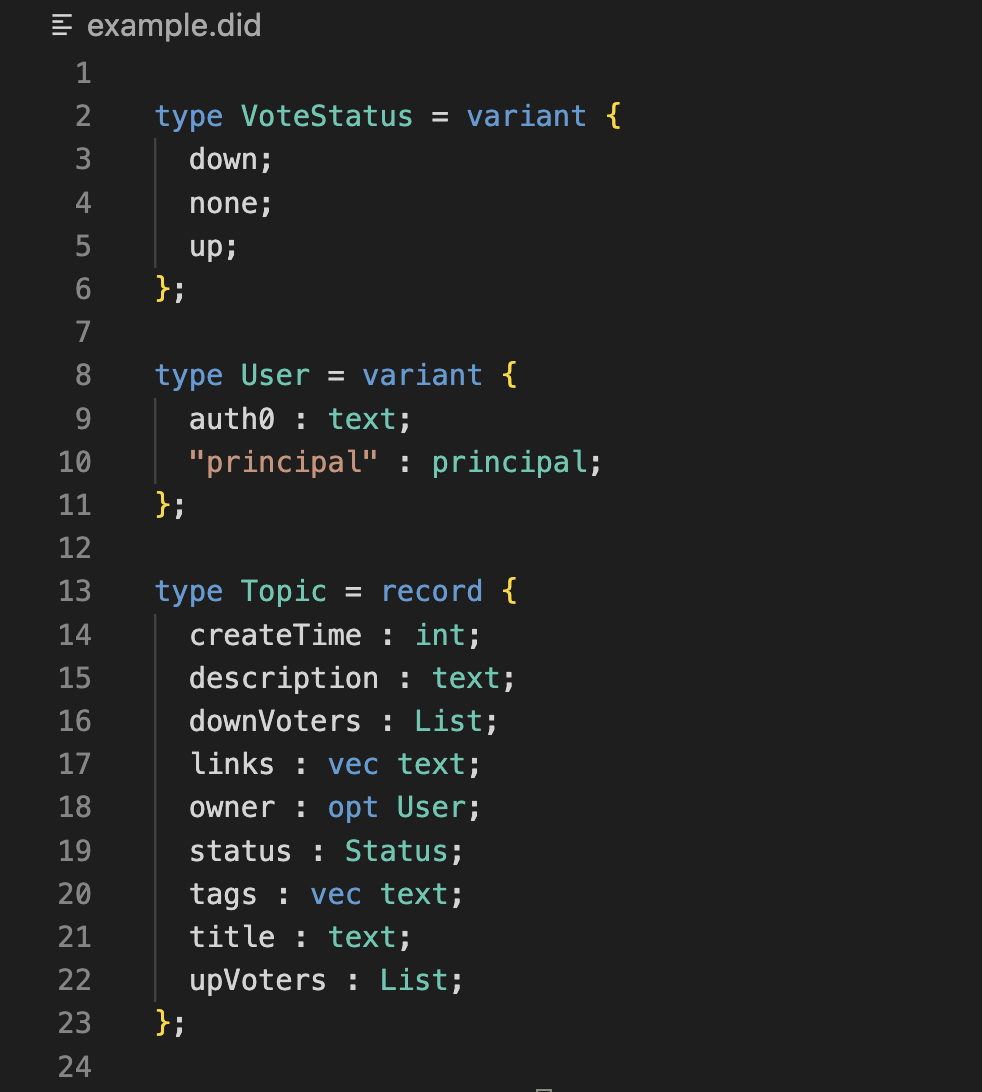 example.did
1
2 type VoteStatus = variant {
3 down;
4 none;
5 up;
6 };
7
8 type User = variant {
9 auth0 : text;
10 "principal" : principal;
11 };
12
13 type Topic = record {
14 createTime : int;
15 description : text;
16 downVoters : List;
17 links : vec text;
18 owner : opt User;
19 status : Status;
20 tags : vec text;
21 title : text;
22 upVoters : List;
23 };
24